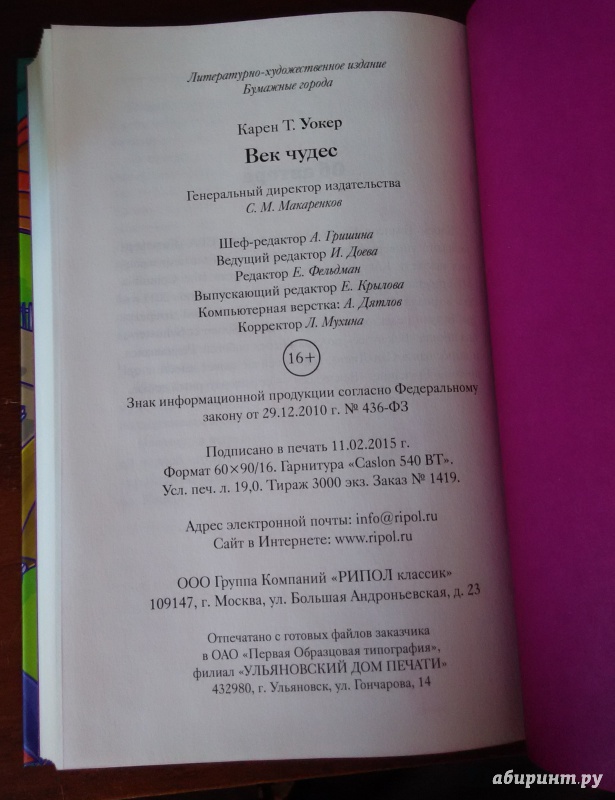 Литературно-художественное издание
Бумажные города
Карен Т. Уокер
Век чудес
Генеральный директор издательства
С. М. Макаренков
Шеф-редактор А. Гришина
Ведущий редактор И. Доева
Редактор Е. Фельдман
Выпускающий редактор Е. Крылова
Компьютерная верстка: А. Дятлов
Корректор Л. Мухина
16+
Знак информационной продукции согласно Федеральному
закону от 29.12.2010 г. № 436-ФЗ
Подписано в печать 11.02.2015 г.
Формат 60×90/16. Гарнитура «Caslon 540 BT».
Усл. печ. л. 19,0. Тираж 3000 экз. Заказ № 1419.
Адрес электронной почты: info@ripol.ru
Сайт в Интернете: www.ripol.ru
ООО Группа Компаний «РИПОЛ классик»
109147, г. Москва, ул. Большая Андроньевская, д. 23
Отпечатано с готовых файлов заказчика
в ОАО «Первая Образцовая типография»,
филиал «УЛЬЯНОВСКИЙ ДОМ ПЕЧАТИ»
432980, г. Ульяновск, ул. Гончарова, 14
абиринт.ру